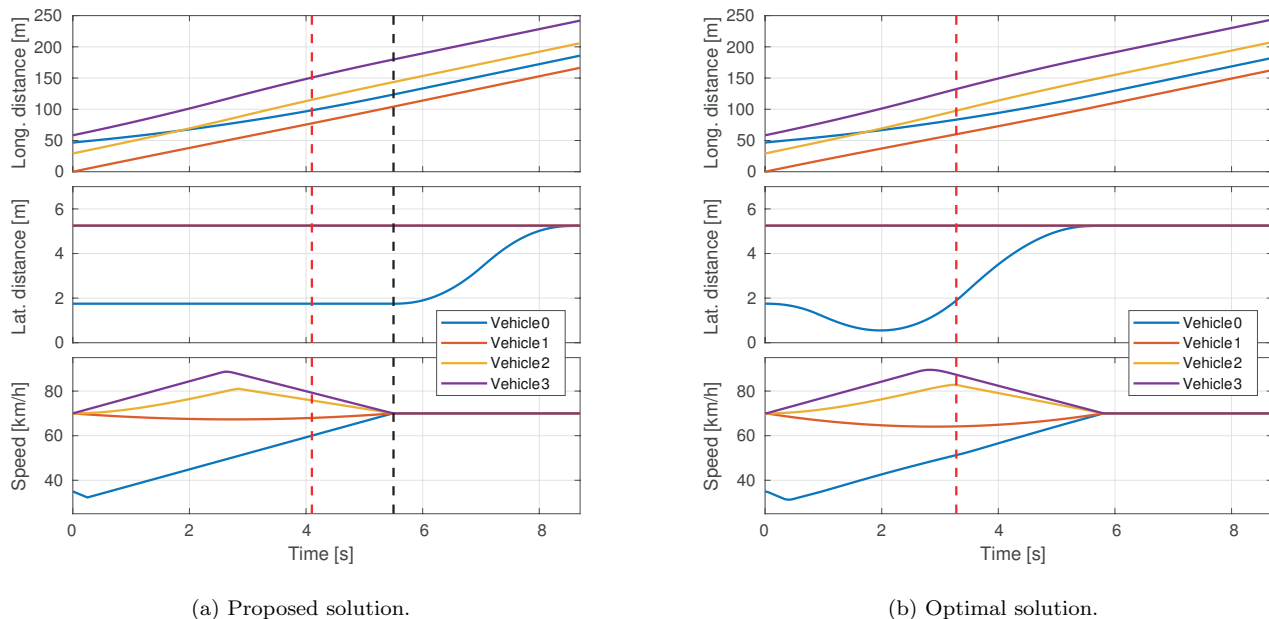 Long. distance [m]
250
200
150
100
50
0
Lat. distance [m]
6
4
2
0
Vehicle0
Vehicle1
Vehicle2
Vehicle3
Speed [km/h]
80
60
40
0 2 4 6 8
Time [s]
(a) Proposed solution.
Long. distance [m]
250
200
150
100
50
0
Lat. distance [m]
6
4
2
0
Vehicle0
Vehicle1
Vehicle2
Vehicle3
Speed [km/h]
80
60
40
0 2 4 6 8
Time [s]
(b) Optimal solution.